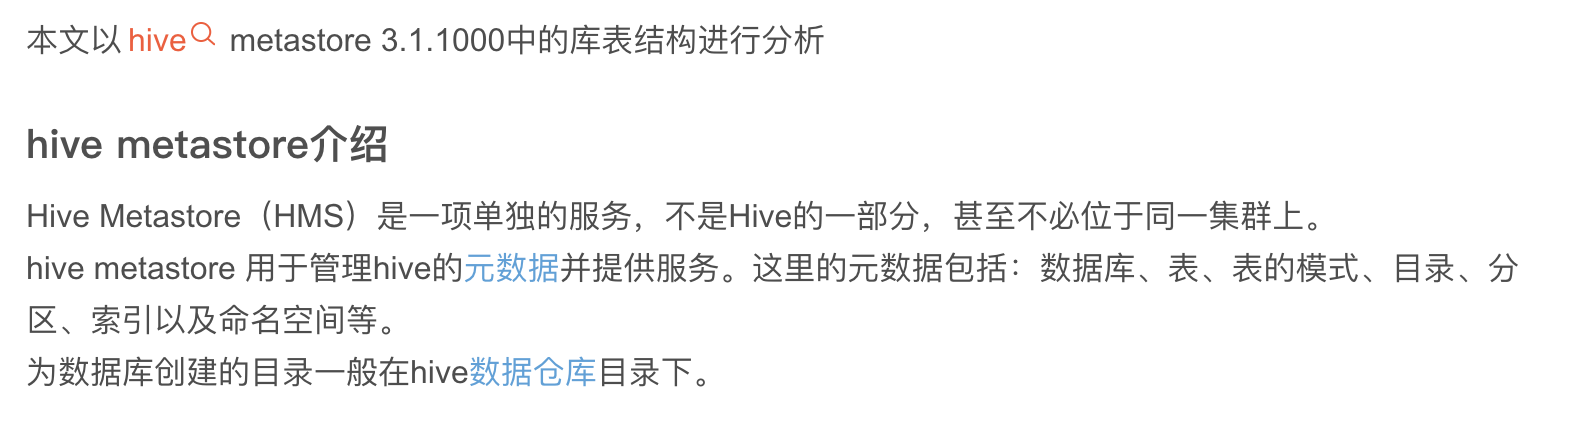 本文以 hive metastore 3.1.1000中的库表结构进行分析
hive metastore介绍
Hive Metastore（HMS）是一项单独的服务，不是Hive的一部分，甚至不必位于同一集群上。
hive metastore 用于管理hive的元数据并提供服务。这里的元数据包括：数据库、表、表的模式、目录、分
区、索引以及命名空间等。
为数据库创建的目录一般在hive数据仓库目录下。